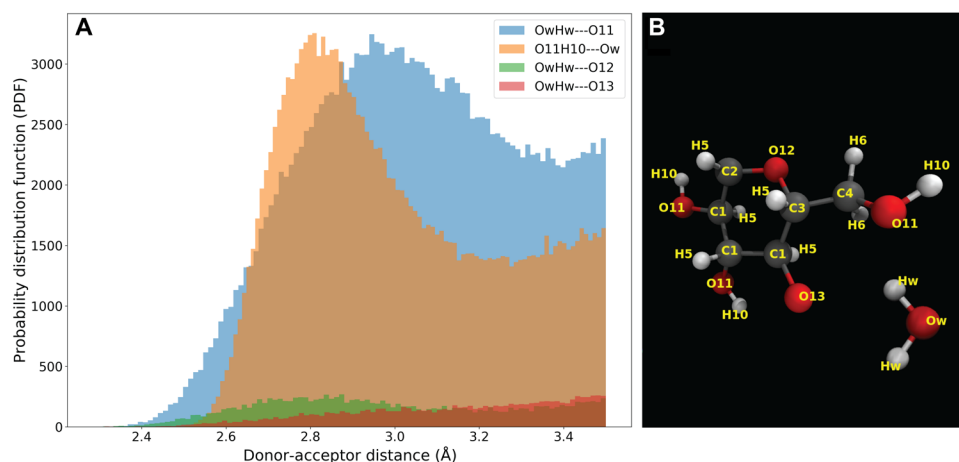 A
OwHw---O11
O11H10---Ow
OwHw---O12
OwHw---O13
Probability distribution function (PDF)
3000
2500
2000
1500
1000
500
0
2.4 2.6 2.8 3.0 3.2 3.4
Donor-acceptor distance (Å)
B
H6
O12
H5
C2
H10
H10
C4
H5
C3
O11
C1
H5
H6
O11
C1
C1
H5
H5
O11
Hw
O13
H10
Ow
Hw